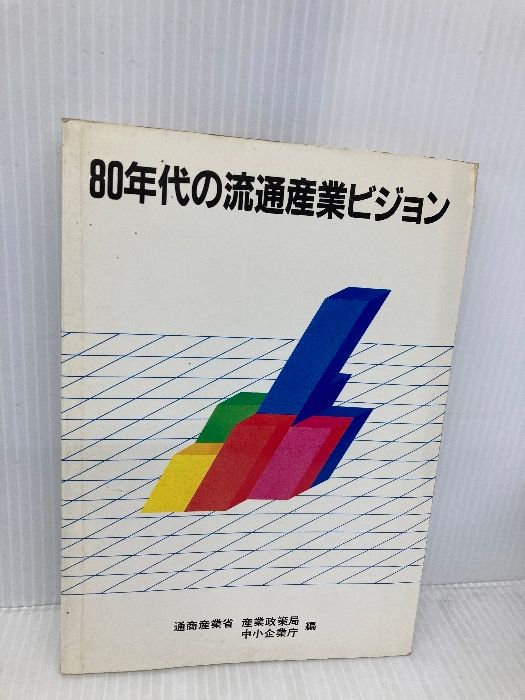 80年代の流通産業ビジョン
通商産業省 産業政策局 編
中小企業庁